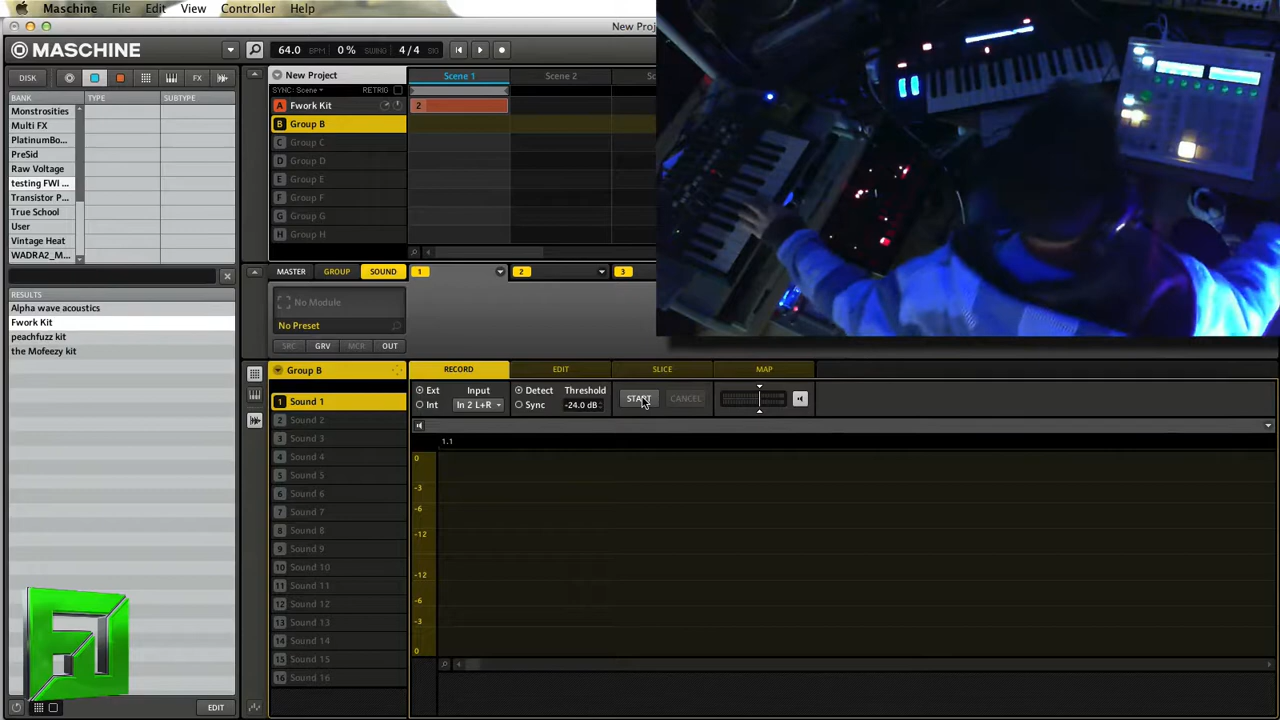 Maschine File Edit View Controller Help
New Proj
MASCHINE
64.0 BPM 0% SWING 4/4 SIG
DISK FX
New Project Scene 1 Scene 2 Sc
SYNC: Scene RETRIG
BANK TYPE SUBTYPE
Monstrosities
Multi FX
PlatinumBo...
PreSid
Raw Voltage
testing FWI ...
Transistor P...
True School
User
Vintage Heat
WADRA2_M...
A Fwork Kit 2
B Group B
C Group C
D Group D
E Group E
F Group F
G Group G
H Group H
MASTER GROUP SOUND 1 2 3
RESULTS
Alpha wave acoustics
Fwork Kit
peachfuzz kit
the Mofeezy kit
No Module
No Preset
SRC GRV MCR OUT
Group B RECORD EDIT SLICE MAP
Ext Input Detect Threshold
Int In 2 L+R Sync -24.0 dB START CANCEL
1.1
1 Sound 1
2 Sound 2
3 Sound 3
4 Sound 4
5 Sound 5
6 Sound 6
7 Sound 7
8 Sound 8
9 Sound 9
10 Sound 10
11 Sound 11
12 Sound 12
13 Sound 13
14 Sound 14
15 Sound 15
16 Sound 16
0
-3
-6
-12
-12
-6
-3
0
EDIT